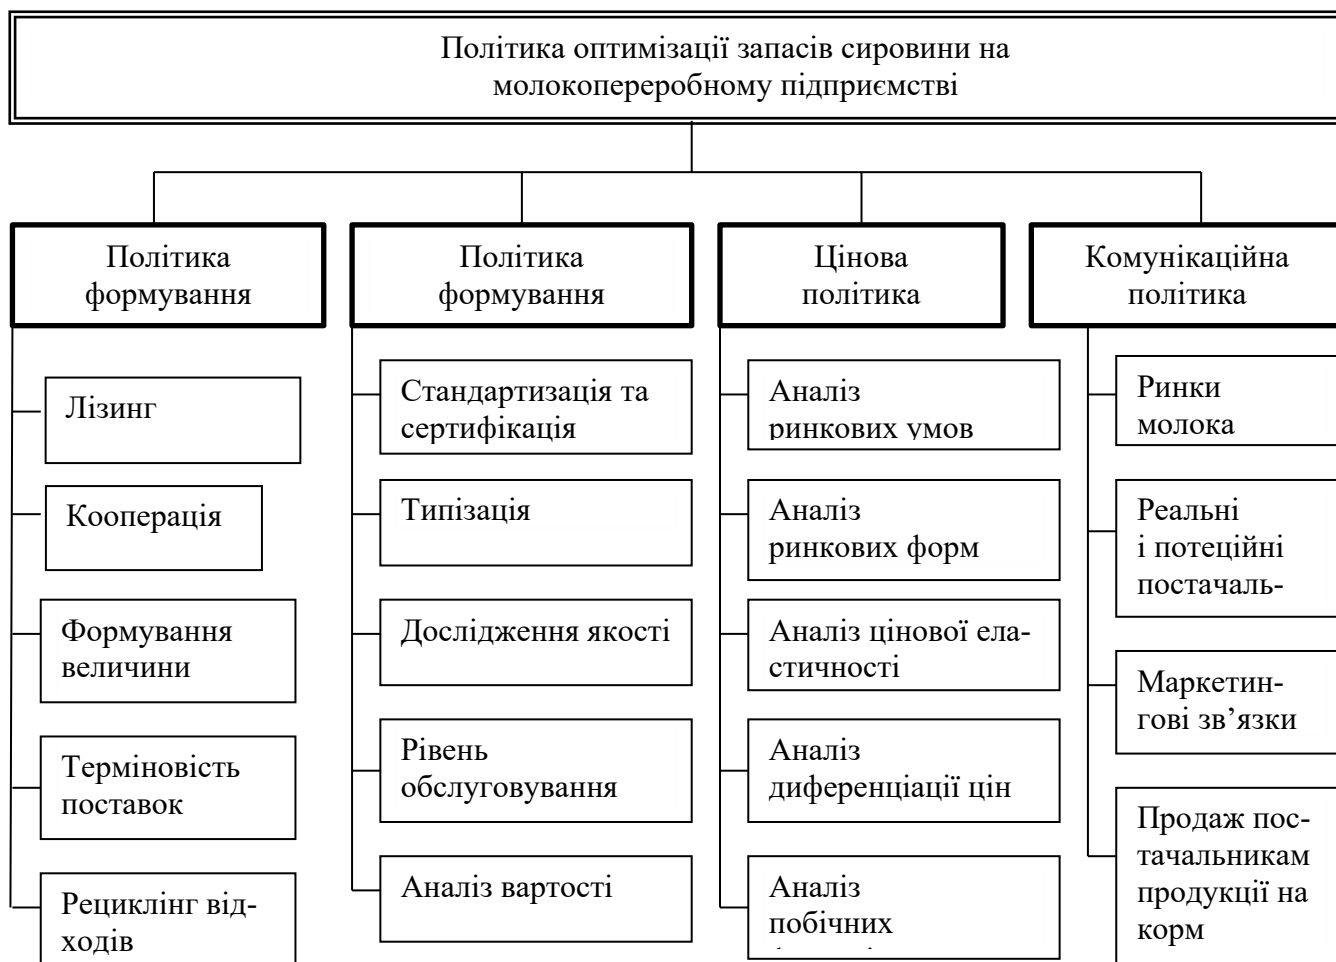 Політика оптимізації запасів сировини на
молокопереробному підприємстві
Політика
формування
Політика
формування
Цінова
політика
Комунікаційна
політика
Лізинг
Кооперація
Формування
величини
Терміновість
поставок
Рециклінг від-
ходів
Стандартизація та
сертифікація
Типізація
Дослідження якості
Рівень
обслуговування
Аналіз вартості
Аналіз
ринкових умов
Аналіз
ринкових форм
Аналіз цінової ела-
стичності
Аналіз
диференціації цін
Аналіз
побічних
Ринки
молока
Реальні
і потеційні
постачаль-
Маркетин-
гові зв’язки
Продаж пос-
тачальникам
продукції на
корм